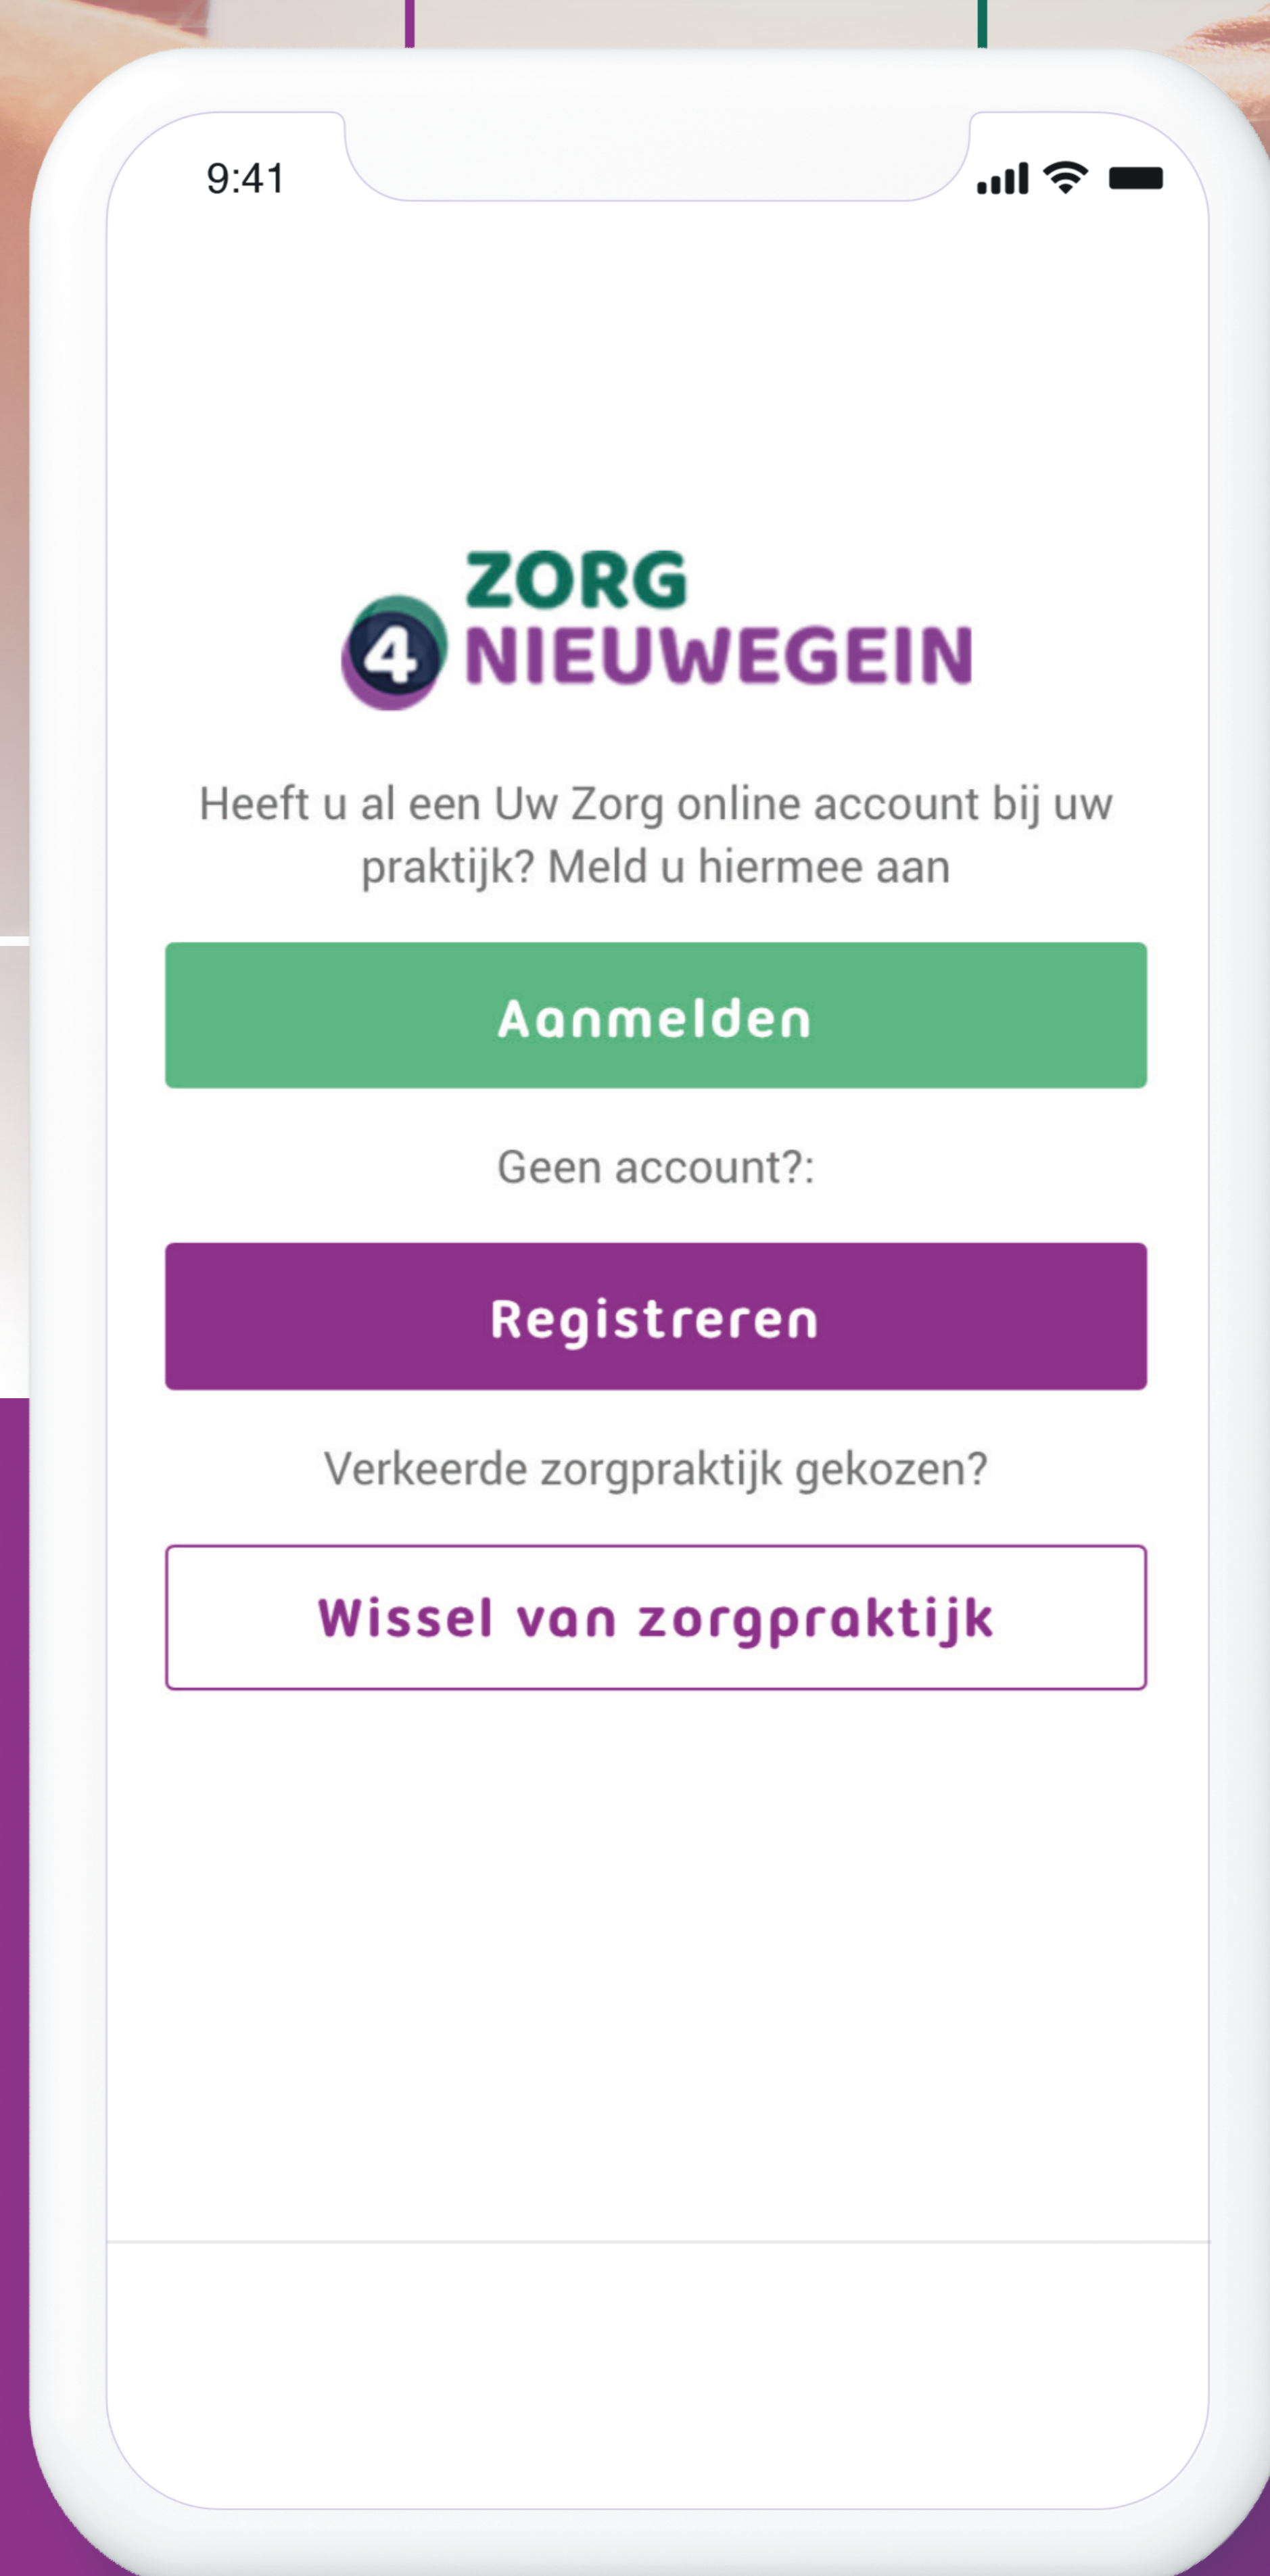 9:41
ZORG
4 NIEUWEGEIN
Heeft u al een Uw Zorg online account bij uw
praktijk? Meld u hiermee aan
Aanmelden
Geen account?:
Registreren
Verkeerde zorgpraktijk gekozen?
Wissel van zorgpraktijk